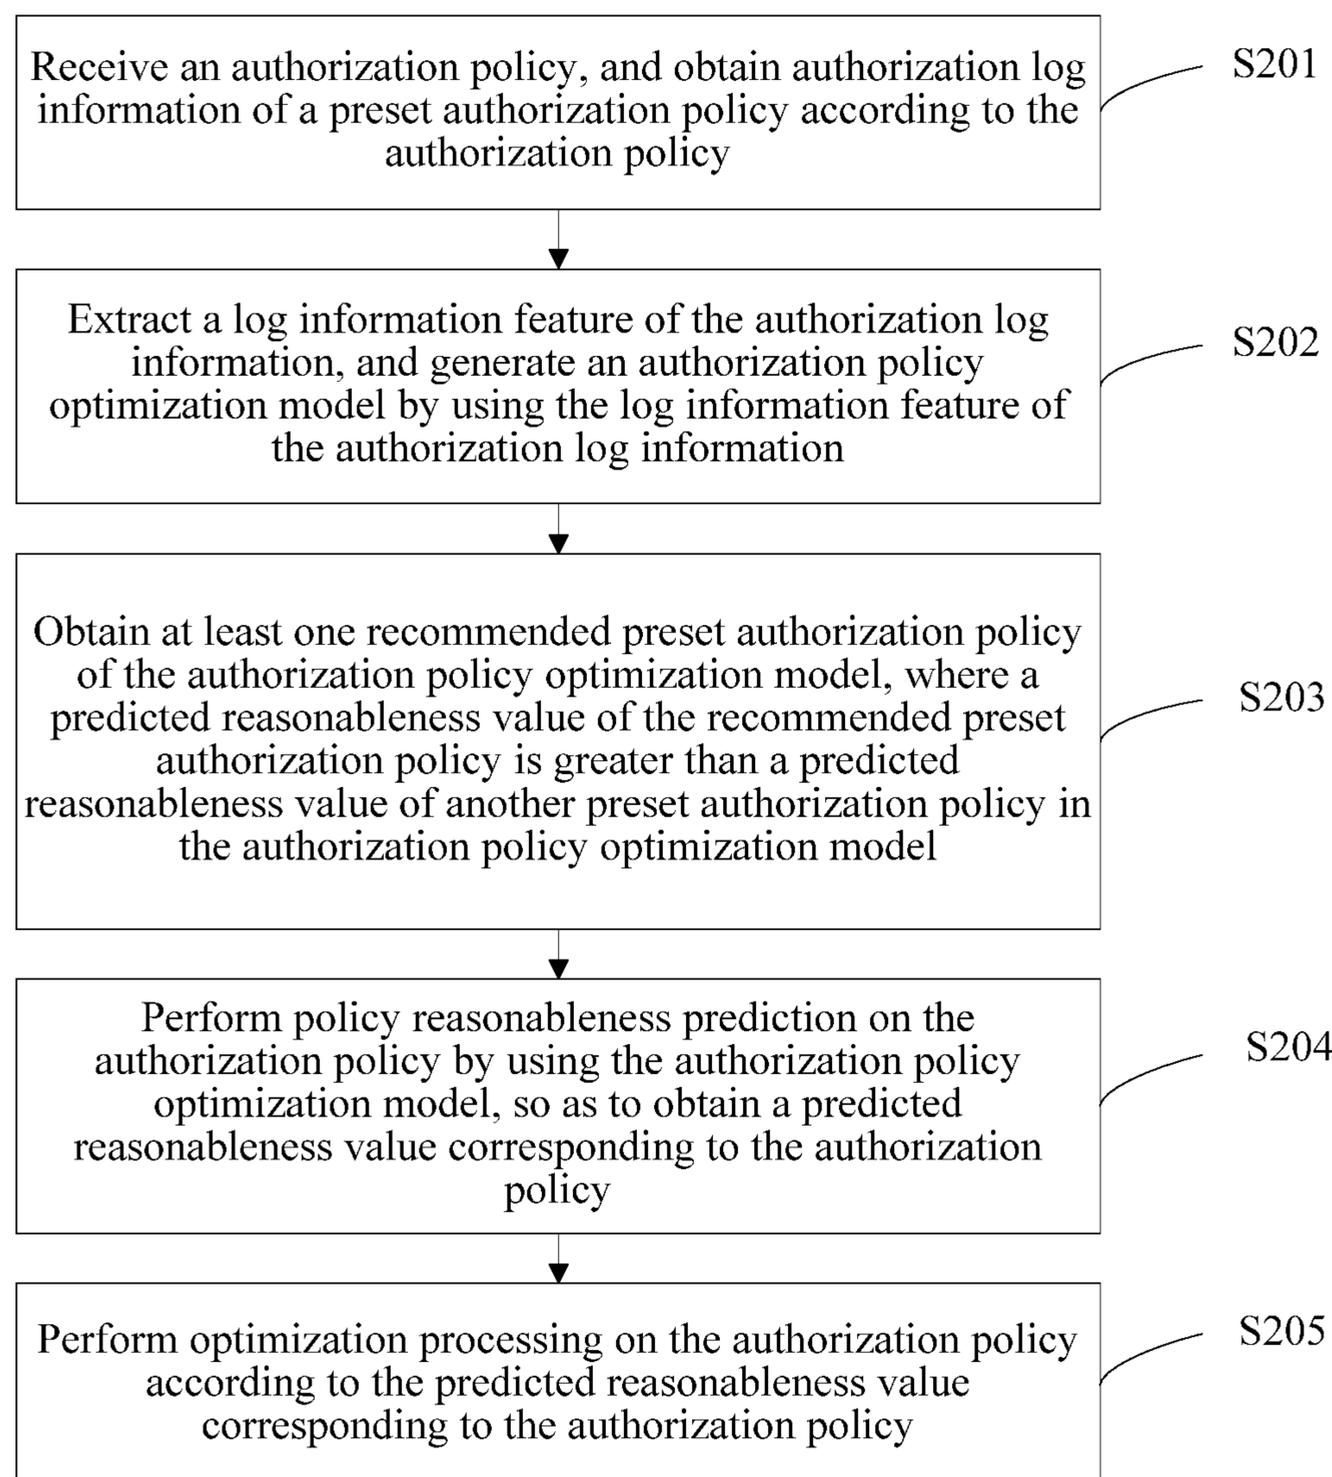 Receive an authorization policy, and obtain authorization log
information of a preset authorization policy according to the
authorization policy
S201
Extract a log information feature of the authorization log
information, and generate an authorization policy
optimization model by using the log information feature of
the authorization log information
S202
Obtain at least one recommended preset authorization policy
of the authorization policy optimization model, where a
predicted reasonableness value of the recommended preset
authorization policy is greater than a predicted
reasonableness value of another preset authorization policy in
the authorization policy optimization model
S203
Perform policy reasonableness prediction on the
authorization policy by using the authorization policy
optimization model, so as to obtain a predicted
reasonableness value corresponding to the authorization
policy
S204
Perform optimization processing on the authorization policy
according to the predicted reasonableness value
corresponding to the authorization policy
S205